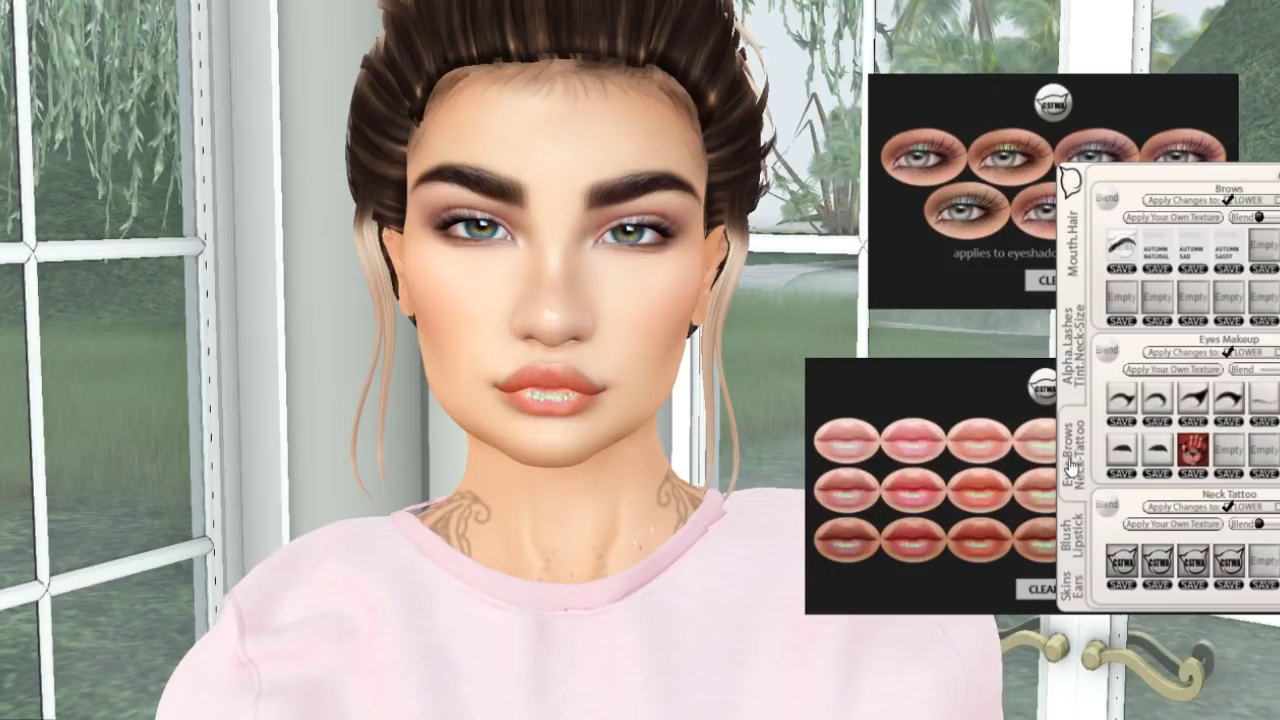 CATWA
applies to eyeshado
CLE
CATWA
CLEA
Mouth.Hair
Alpha.Lashes
Tint.Neck-Size
Eyes.Brows
Neck-Tattoo
Blush
Lipstick
Skins
Ears
Brows
Blend
Apply Changes to: LOWER
Apply Your Own Texture Blend
AUTUMN NATURAL AUTUMN SAD AUTUMN SASSY Empty
SAVE SAVE SAVE SAVE SAVE
Empty Empty Empty Empty Empty
SAVE SAVE SAVE SAVE SAVE
Eyes Makeup
Blend
Apply Changes to: LOWER
Apply Your Own Texture Blend
SAVE SAVE SAVE SAVE SAVE
Empty Empty
SAVE SAVE SAVE SAVE SAVE
Neck Tattoo
Blend
Apply Changes to: LOWER
Apply Your Own Texture Blend
CATWA CATWA CATWA CATWA Empty
SAVE SAVE SAVE SAVE SAVE